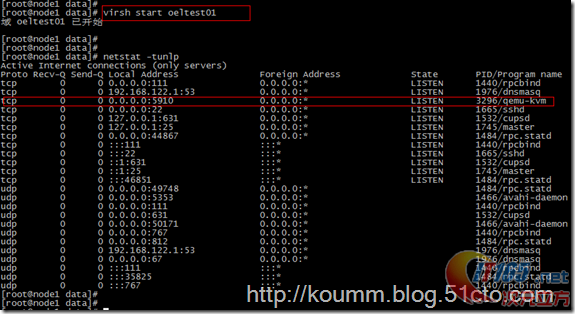 [root@node1 data]#
[root@node1 data]# virsh start oeltest01
域 oeltest01 已开始
[root@node1 data]#
[root@node1 data]#
[root@node1 data]# netstat -tunlp
Active Internet connections (only servers)
Proto Recv-Q Send-Q Local Address Foreign Address State PID/Program name
tcp 0 0 0.0.0.0:111 0.0.0.0:* LISTEN 1440/rpcbind
tcp 0 0 192.168.122.1:53 0.0.0.0:* LISTEN 1976/dnsmasq
tcp 0 0 0.0.0.0:5910 0.0.0.0:* LISTEN 3296/qemu-kvm
tcp 0 0 0.0.0.0:22 0.0.0.0:* LISTEN 1665/sshd
tcp 0 0 127.0.0.1:631 0.0.0.0:* LISTEN 1532/cupsd
tcp 0 0 127.0.0.1:25 0.0.0.0:* LISTEN 1745/master
tcp 0 0 0.0.0.0:44867 0.0.0.0:* LISTEN 1484/rpc.statd
tcp 0 0 :::111 :::* LISTEN 1440/rpcbind
tcp 0 0 :::22 :::* LISTEN 1665/sshd
tcp 0 0 ::1:631 :::* LISTEN 1532/cupsd
tcp 0 0 ::1:25 :::* LISTEN 1745/master
tcp 0 0 :::46851 :::* LISTEN 1484/rpc.statd
udp 0 0 0.0.0.0:49748 0.0.0.0:* 1484/rpc.statd
udp 0 0 0.0.0.0:5353 0.0.0.0:* 1466/avahi-daemon
udp 0 0 0.0.0.0:111 0.0.0.0:* 1440/rpcbind
udp 0 0 0.0.0.0:631 0.0.0.0:* 1532/cupsd
udp 0 0 0.0.0.0:50171 0.0.0.0:* 1466/avahi-daemon
udp 0 0 0.0.0.0:767 0.0.0.0:* 1440/rpcbind
udp 0 0 0.0.0.0:812 0.0.0.0:* 1484/rpc.statd
udp 0 0 192.168.122.1:53 0.0.0.0:* 1976/dnsmasq
udp 0 0 0.0.0.0:67 0.0.0.0:* 1976/dnsmasq
udp 0 0 :::111 :::* 1440/rpcbind
udp 0 0 :::35825 :::* 1484/rpc.statd
udp 0 0 :::767 :::* 1440/rpcbind
[root@node1 data]#
[root@node1 data]#
http://koumm.blog.51cto.com